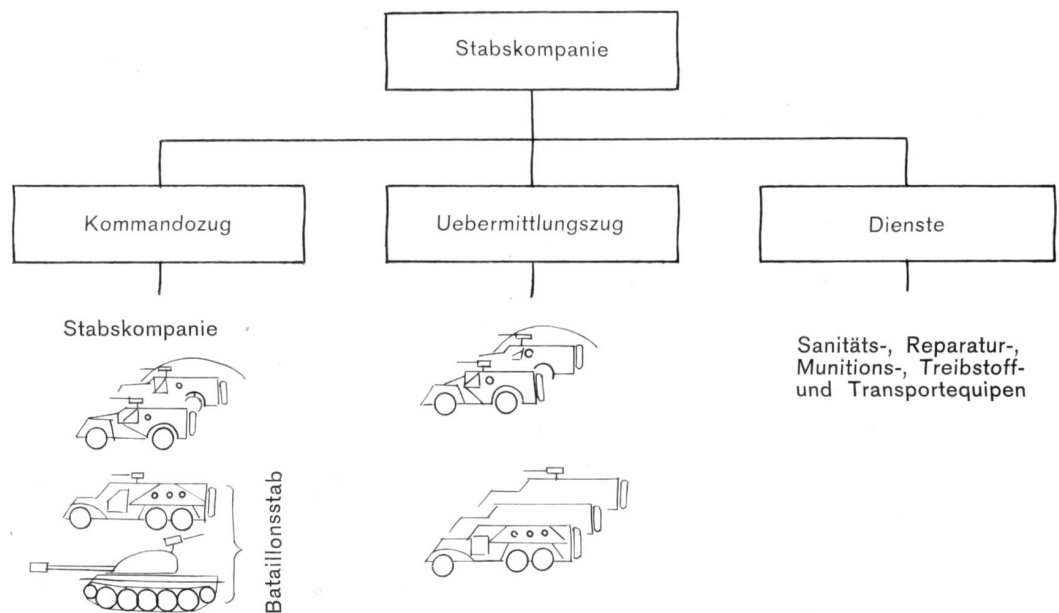 Stabskompanie
Kommandozug
Uebermittlungszug
Dienste
Stabskompanie
Sanitäts-, Reparatur-,
Munitions-, Treibstoff-
und Transportequipen
Bataillonsstab